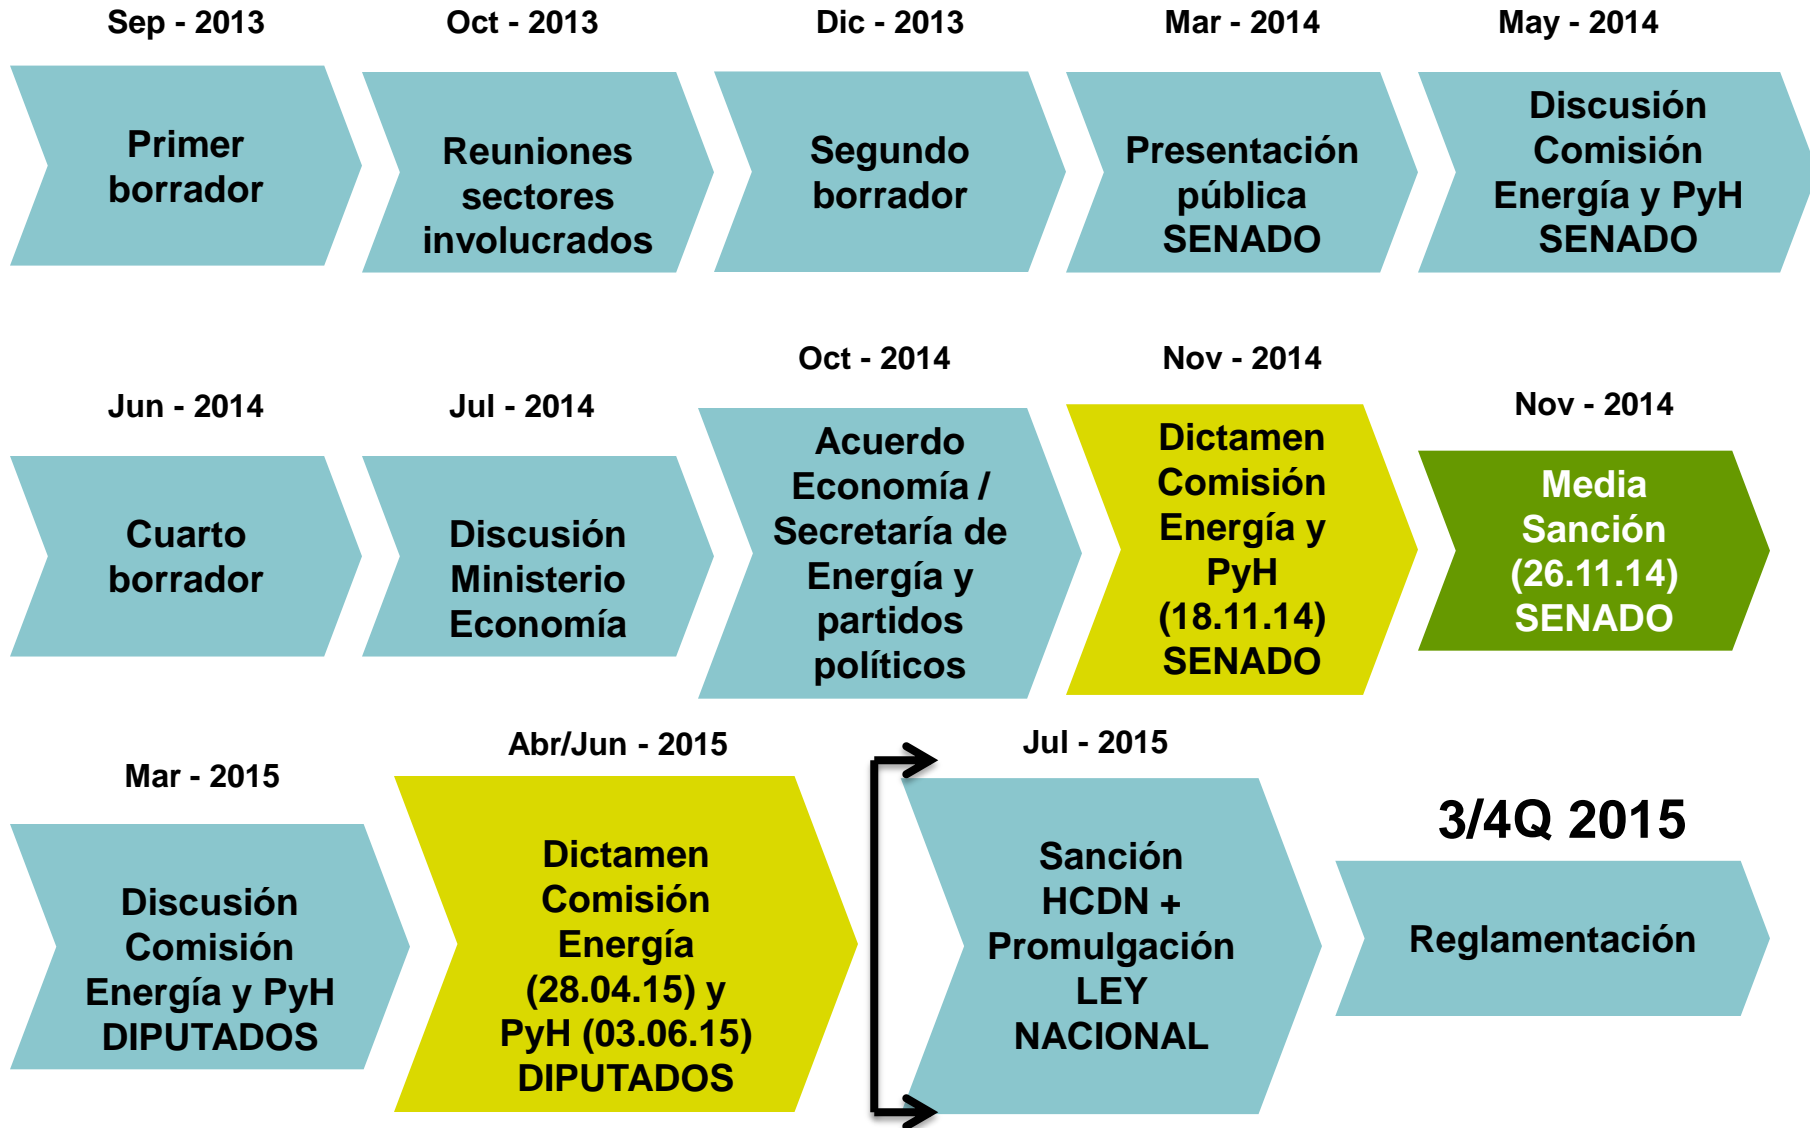 Sep - 2013
Primer
borrador
Oct - 2013
Reuniones
sectores
involucrados
Dic - 2013
Segundo
borrador
Mar - 2014
Presentación
pública
SENADO
May - 2014
Discusión
Comisión
Energía y PyH
SENADO
Jun - 2014
Cuarto
borrador
Jul - 2014
Discusión
Ministerio
Economía
Oct - 2014
Acuerdo
Economía /
Secretaría de
Energía y
partidos
políticos
Nov - 2014
Dictamen
Comisión
Energía y
PyH
(18.11.14)
SENADO
Nov - 2014
Media
Sanción
(26.11.14)
SENADO
Mar - 2015
Discusión
Comisión
Energía y PyH
DIPUTADOS
Abr/Jun - 2015
Dictamen
Comisión
Energía
(28.04.15) y
PyH (03.06.15)
DIPUTADOS
Jul - 2015
Sanción
HCDN +
Promulgación
LEY
NACIONAL
3/4Q 2015
Reglamentación